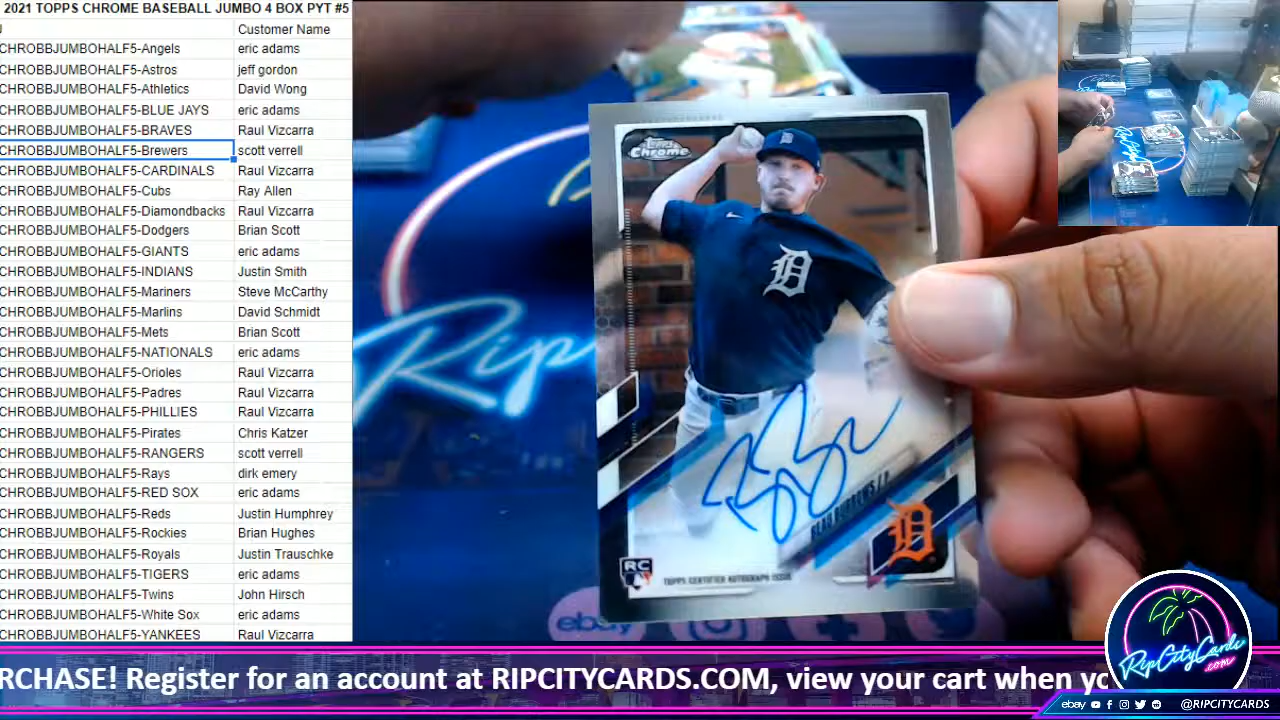 2021 TOPPS CHROME BASEBALL JUMBO 4 BOX PYT #5
Customer Name
CHROBBJUMBOHALF5-Angels eric adams
CHROBBJUMBOHALF5-Astros jeff gordon
CHROBBJUMBOHALF5-Athletics David Wong
CHROBBJUMBOHALF5-BLUE JAYS eric adams
CHROBBJUMBOHALF5-BRAVES Raul Vizcarra
CHROBBJUMBOHALF5-Brewers scott verrell
CHROBBJUMBOHALF5-CARDINALS Raul Vizcarra
CHROBBJUMBOHALF5-Cubs Ray Allen
CHROBBJUMBOHALF5-Diamondbacks Raul Vizcarra
CHROBBJUMBOHALF5-Dodgers Brian Scott
CHROBBJUMBOHALF5-GIANTS eric adams
CHROBBJUMBOHALF5-INDIANS Justin Smith
CHROBBJUMBOHALF5-Mariners Steve McCarthy
CHROBBJUMBOHALF5-Marlins David Schmidt
CHROBBJUMBOHALF5-Mets Brian Scott
CHROBBJUMBOHALF5-NATIONALS eric adams
CHROBBJUMBOHALF5-Orioles Raul Vizcarra
CHROBBJUMBOHALF5-Padres Raul Vizcarra
CHROBBJUMBOHALF5-PHILLIES Raul Vizcarra
CHROBBJUMBOHALF5-Pirates Chris Katzer
CHROBBJUMBOHALF5-RANGERS scott verrell
CHROBBJUMBOHALF5-Rays dirk emery
CHROBBJUMBOHALF5-RED SOX eric adams
CHROBBJUMBOHALF5-Reds Justin Humphrey
CHROBBJUMBOHALF5-Rockies Brian Hughes
CHROBBJUMBOHALF5-Royals Justin Trauschke
CHROBBJUMBOHALF5-TIGERS eric adams
CHROBBJUMBOHALF5-Twins John Hirsch
CHROBBJUMBOHALF5-White Sox eric adams
CHROBBJUMBOHALF5-YANKEES Raul Vizcarra
Topps Chrome
D
D
Rip
BEAU BURROWS / P
D
RC
TOPPS CERTIFIED AUTOGRAPH ISSUE
ebay
RipCityCards
.com
RCHASE! Register for an account at RIPCITYCARDS.COM, view your cart when yo
ebay @RIPCITYCARDS